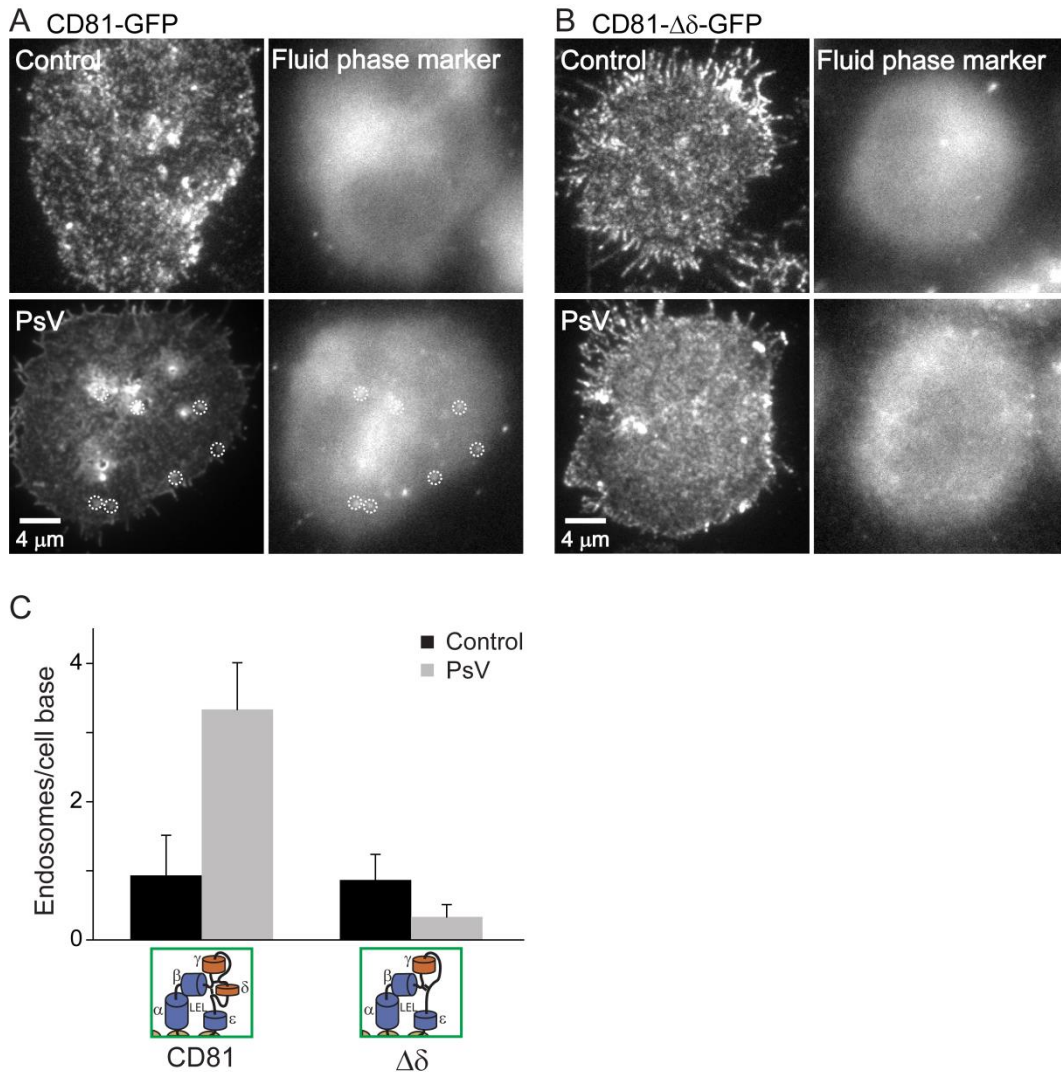 A CD81-GFP
Control
Fluid phase marker
PsV
4 μm
B CD81-Δδ-GFP
Control
Fluid phase marker
PsV
4 μm
C
Control
PsV
Endosomes/cell base
4
2
0
γ
β
δ
α
LEL
ε
CD81
γ
β
α
LEL
ε
Δδ